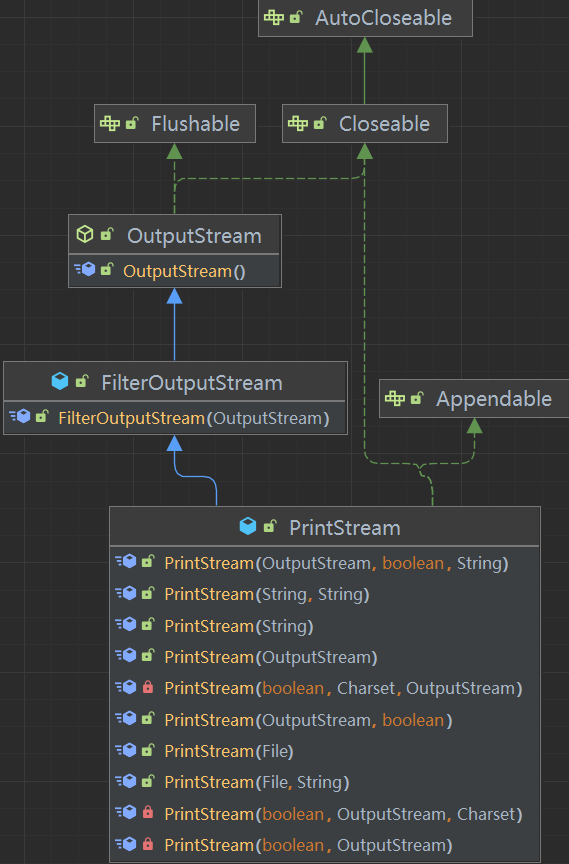 AutoCloseable
Flushable
Closeable
OutputStream
OutputStream()
FilterOutputStream
FilterOutputStream(OutputStream)
Appendable
PrintStream
PrintStream(OutputStream, boolean, String)
PrintStream(String, String)
PrintStream(String)
PrintStream(OutputStream)
PrintStream(boolean, Charset, OutputStream)
PrintStream(OutputStream, boolean)
PrintStream(File)
PrintStream(File, String)
PrintStream(boolean, OutputStream, Charset)
PrintStream(boolean, OutputStream)